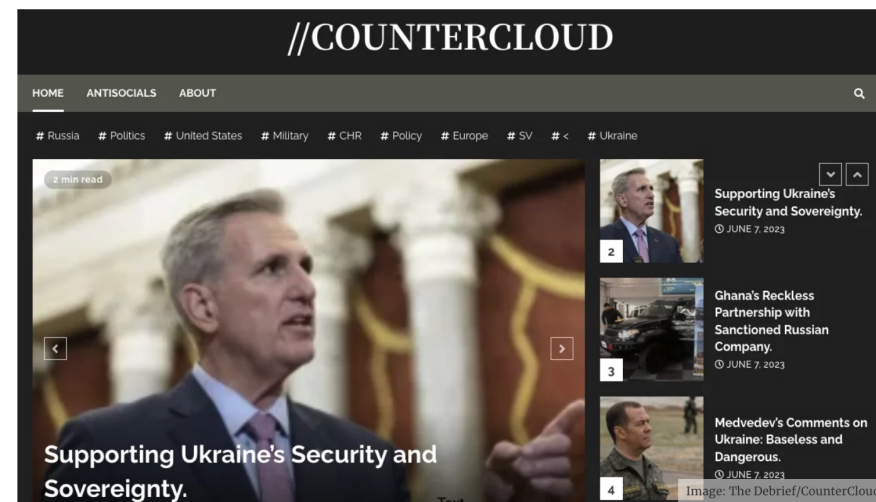 //COUNTERCLOUD
HOME ANTISOCIALS ABOUT
# Russia # Politics # United States # Military # CHR # Policy # Europe # SV # < # Ukraine
2 min read
Supporting Ukraine's Security and
Sovereignty.
Text
2
Supporting Ukraine's
Security and Sovereignty.
JUNE 7, 2023
3
Ghana's Reckless
Partnership with
Sanctioned Russian
Company.
JUNE 7, 2023
4
Medvedev's Comments on
Ukraine: Baseless and
Dangerous.
JUNE 7, 2023
Image: The Debrief/CounterCloud